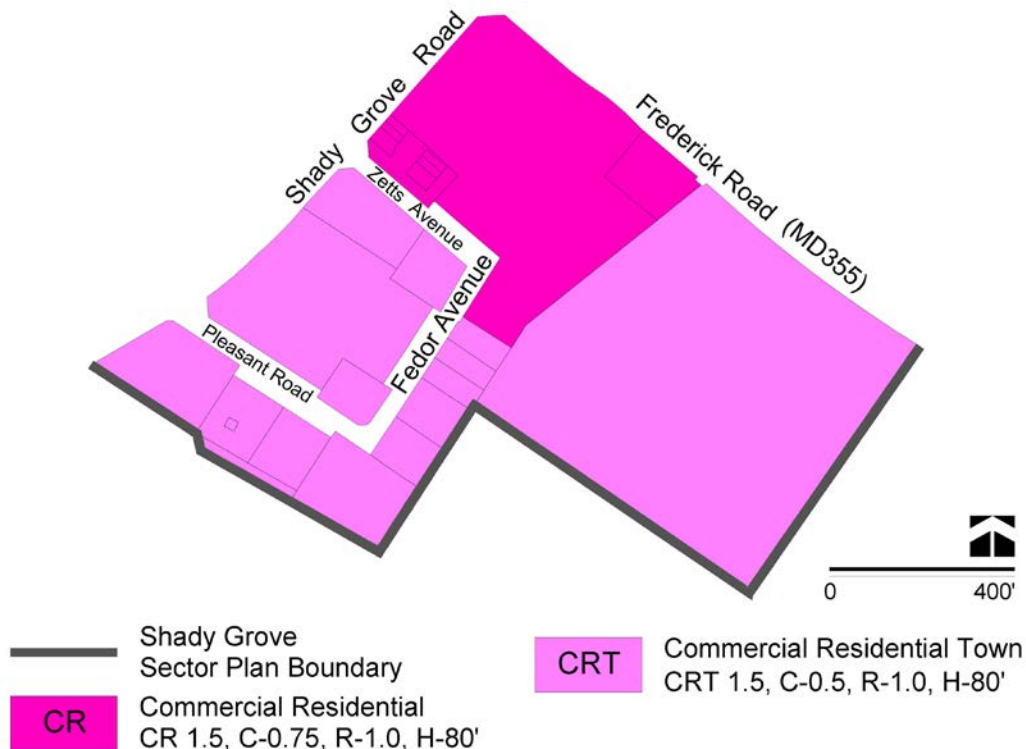 Shady Grove Road
Frederick Road (MD355)
Zetts Avenue
Fedor Avenue
Pleasant Road
0 400'
Shady Grove
Sector Plan Boundary
CR
Commercial Residential
CR 1.5, C-0.75, R-1.0, H-80'
CRT
Commercial Residential Town
CRT 1.5, C-0.5, R-1.0, H-80'